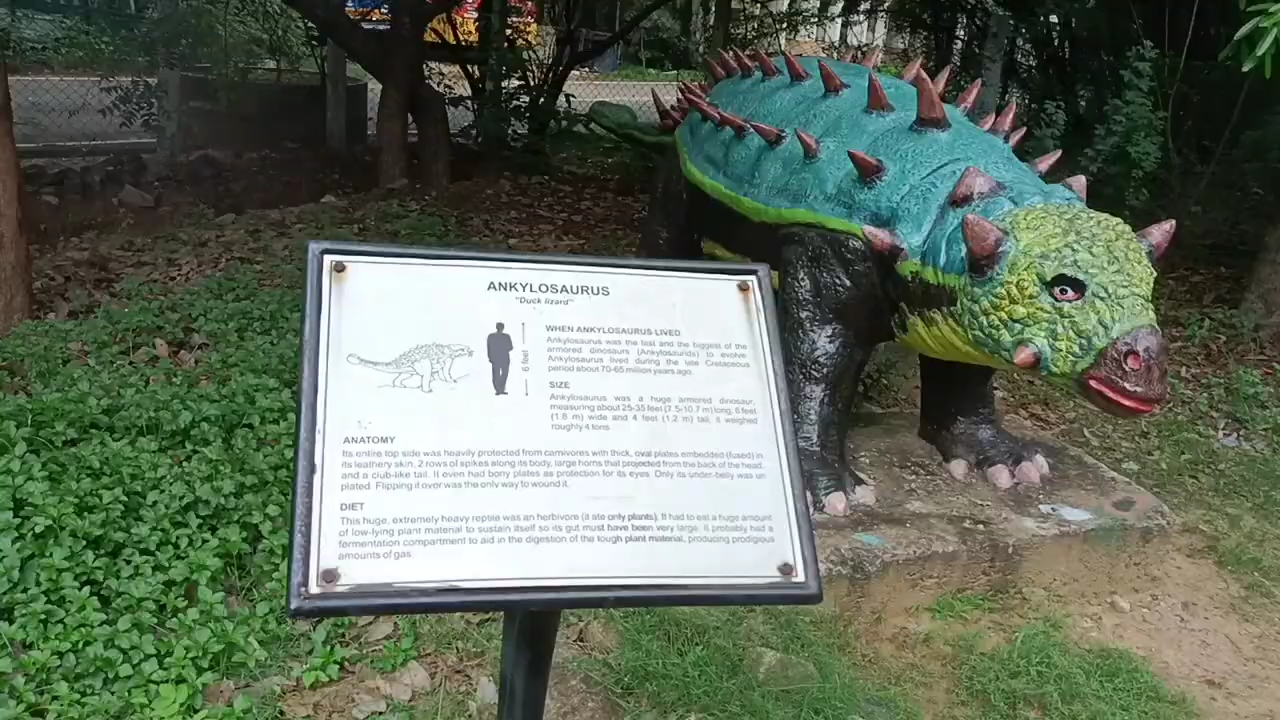 ANKYLOSAURUS
"Duck lizard"
6 feet
WHEN ANKYLOSAURUS LIVED
Ankylosaurus was the last and the biggest of the
armored dinosaurs (Ankylosaurids) to evolve
Ankylosaurus lived during the late Cretaceous
period about 70-65 million years ago.
SIZE
Ankylosaurus was a huge armored dinosaur,
measuring about 25-35 feet (7.5-10.7 m) long, 6 feet
(1.8 m) wide and 4 feet (1.2 m) tall, it weighed
roughly 4 tons.
ANATOMY
Its entire top side was heavily protected from carnivores with thick, oval plates embedded (fused) in
its leathery skin, 2 rows of spikes along its body, large horns that projected from the back of the head,
and a club-like tail. It even had bony plates as protection for its eyes. Only its under-belly was un
plated. Flipping it over was the only way to wound it.
DIET
This huge, extremely heavy reptile was an herbivore (it ate only plants). It had to eat a huge amount
of low-lying plant material to sustain itself so its gut must have been very large. It probably had a
fermentation compartment to aid in the digestion of the tough plant material, producing prodigious
amounts of gas.